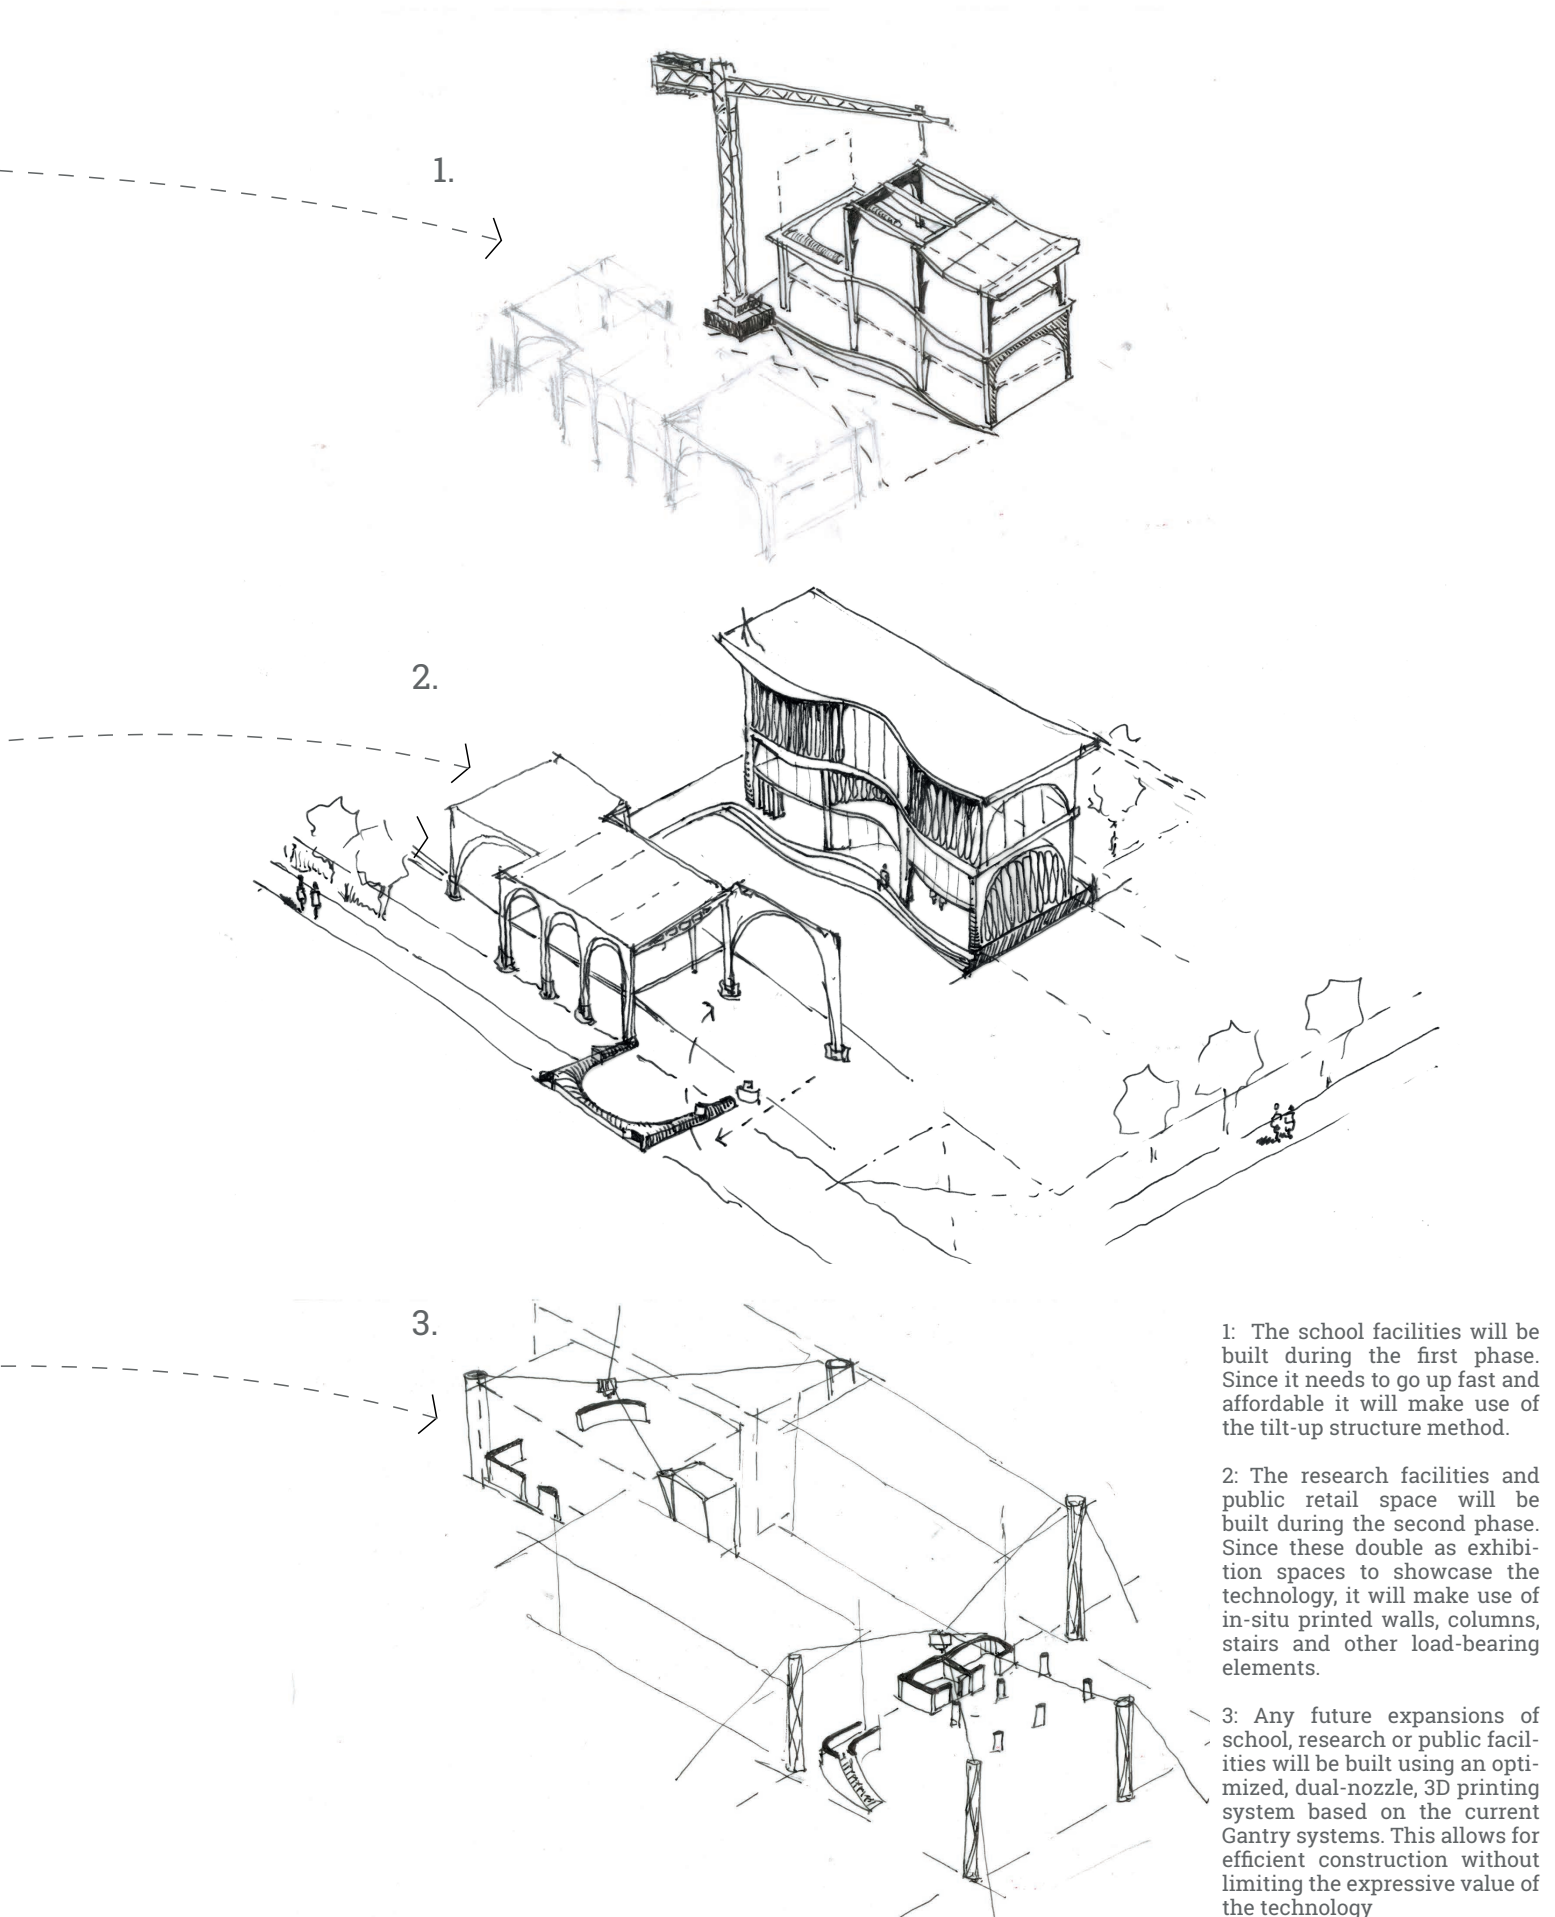 1.
2.
3.
1: The school facilities will be
built during the first phase.
Since it needs to go up fast and
affordable it will make use of
the tilt-up structure method.
2: The research facilities and
public retail space will be
built during the second phase.
Since these double as exhibi-
tion spaces to showcase the
technology, it will make use of
in-situ printed walls, columns,
stairs and other load-bearing
elements.
3: Any future expansions of
school, research or public facil-
ities will be built using an opti-
mized, dual-nozzle, 3D printing
system based on the current
Gantry systems. This allows for
efficient construction without
limiting the expressive value of
the technology